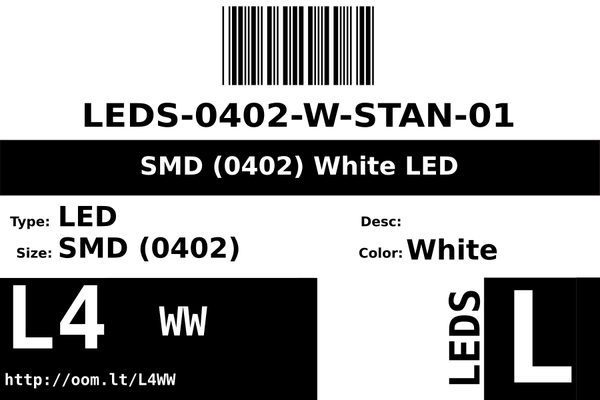 LEDS-0402-W-STAN-01
SMD (0402) White LED
Type: LED
Desc:
Size: SMD (0402)
Color: White
L4 WW
http://oom.lt/L4WW
LEDS
L